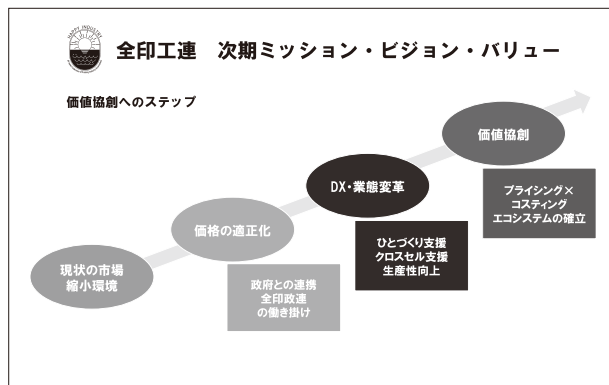 HAPPY INDUSTRY
全印工連 次期ミッション・ビジョン・バリュー
価値協創へのステップ
現状の市場
縮小環境
価格の適正化
政府との連携
全印政連
の働き掛け
DX・業態変革
ひとづくり支援
クロスセル支援
生産性向上
価値協創
プライシング×
コスティング
エコシステムの確立